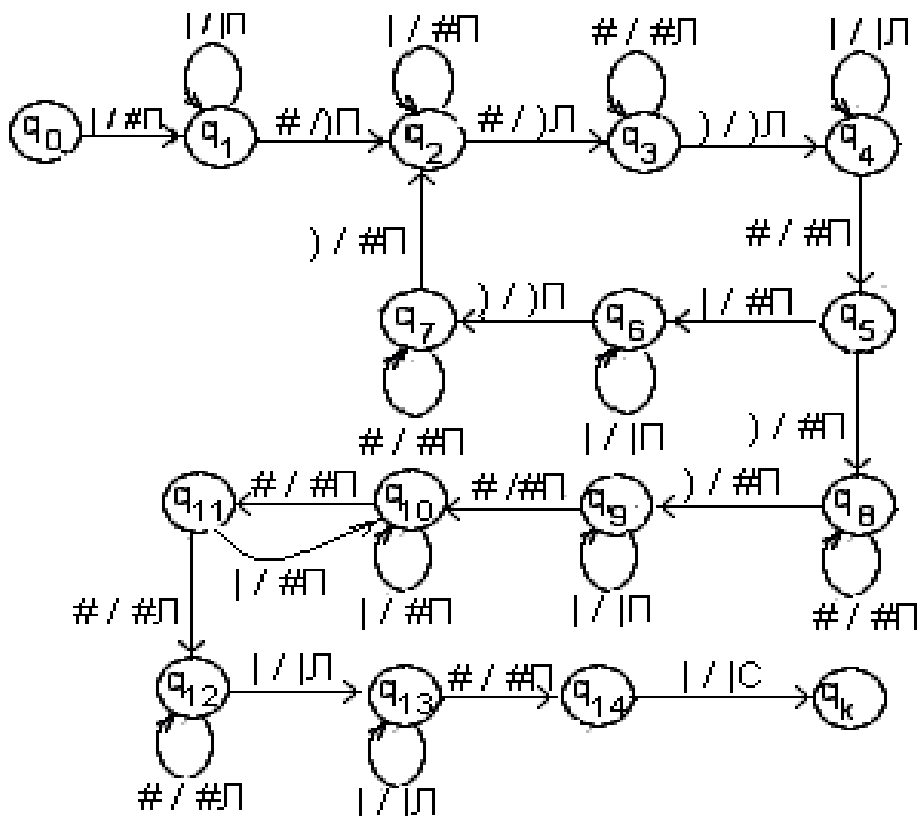 | / |П | / #П # / #Л | / |Л
q0 | / #П q1 # /)П q2 # / )Л q3 ) / )Л q4
) / #П # / #П
q7 ) / )П q6 | / #П q5
# / #П | / |П ) / #П
q11 # / #П q10 # /#П q9 ) / #П q8
| / #П | / #П | / |П # / #П
# / #Л
q12 | / |Л q13 # / #П q14 | / |С qk
# / #Л | / |Л